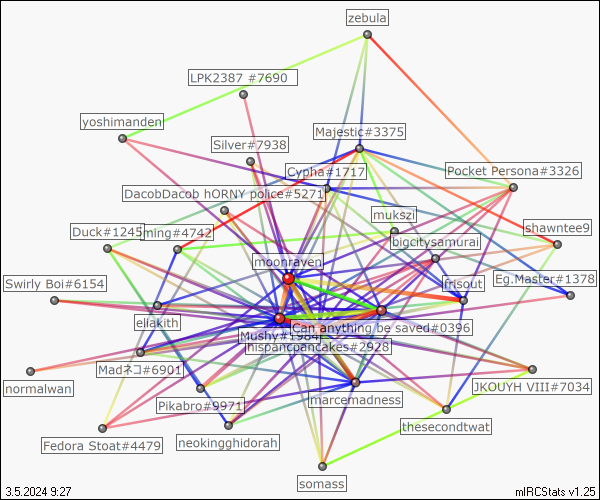 zebula
LPK2387 #7690
yoshimanden
Majestic#3375
Silver#7938
Cypha#1717
Pocket Persona#3326
DacobDacob hORNY police#5271
mukszi
shawntee9
Duck#1245
ming#4742
bigcitysamurai
moonraven
Swirly Boi#6154
frisout
Eg.Master#1378
eliakith
Can anything be saved#0396
Mushy#1984
hispanicpancakes#2928
Madネコ#6901
normalwan
JKOUYH VIII#7034
Pikabro#9971
marcemadness
thesecondtwat
Fedora Stoat#4479
neokingghidorah
somass
3.5.2024 9:27
mIRCStats v1.25